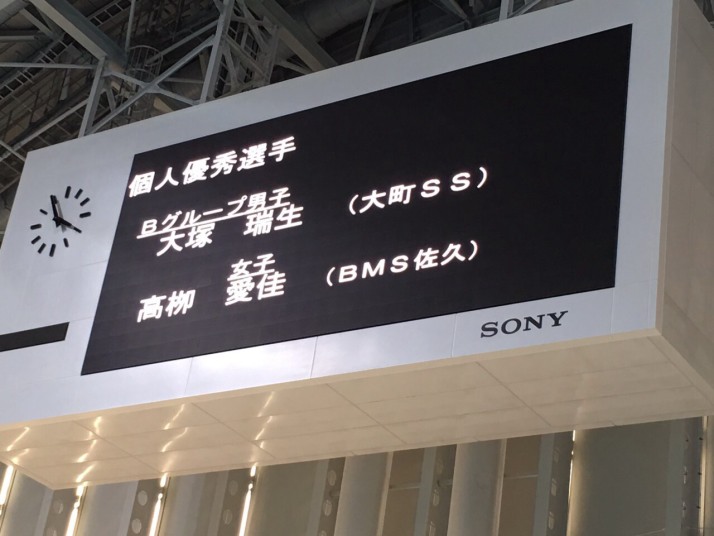 個人優秀選手
Bグループ男子
大塚　瑞生　（大町ＳＳ）
女子
高柳　愛佳　（ＢＭＳ佐久）
SONY